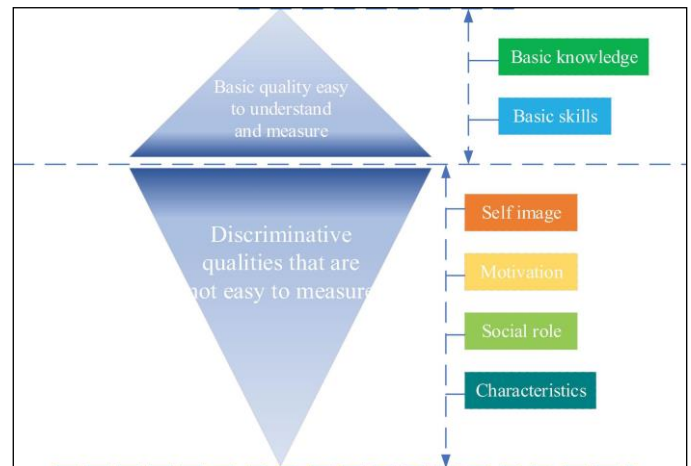 Basic quality easy
to understand
and measure
Basic knowledge
Basic skills
Discriminative
qualities that are
not easy to measure
Self image
Motivation
Social role
Characteristics